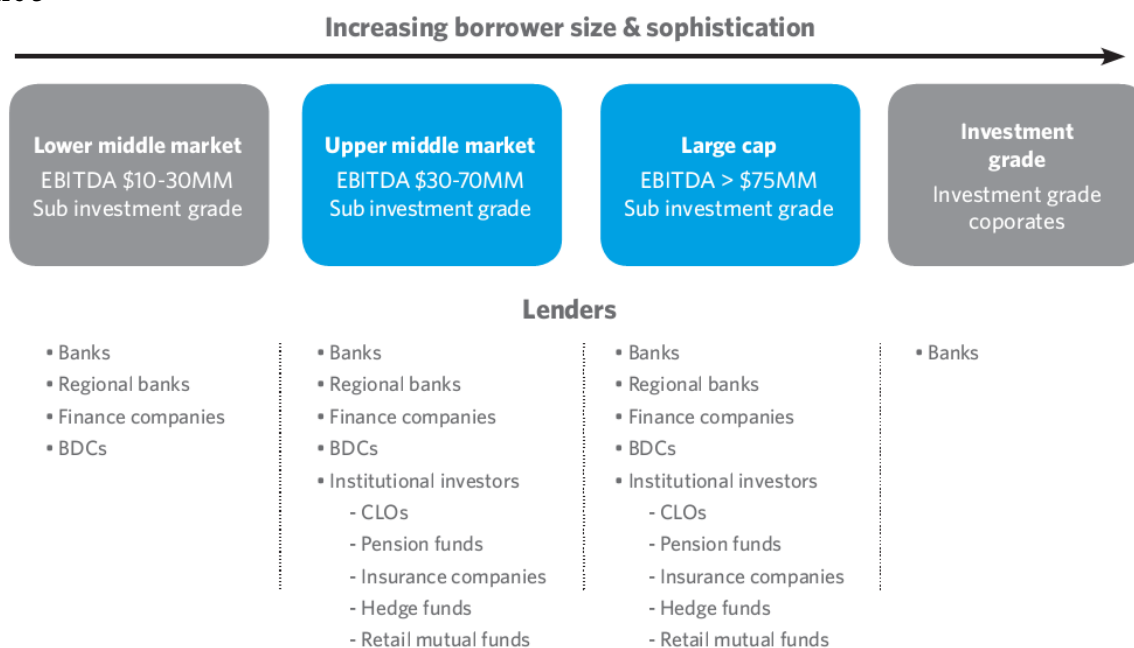 Increasing borrower size & sophistication
Lower middle market
EBITDA $10-30MM
Sub investment grade
Upper middle market
EBITDA $30-70MM
Sub investment grade
Large cap
EBITDA > $75MM
Sub investment grade
Investment
grade
Investment grade
coporates
Lenders
▪ Banks
▪ Regional banks
▪ Finance companies
▪ BDCs
▪ Banks
▪ Regional banks
▪ Finance companies
▪ BDCs
▪ Institutional investors
- CLOs
- Pension funds
- Insurance companies
- Hedge funds
- Retail mutual funds
▪ Banks
▪ Regional banks
▪ Finance companies
▪ BDCs
▪ Institutional investors
- CLOs
- Pension funds
- Insurance companies
- Hedge funds
- Retail mutual funds
▪ Banks